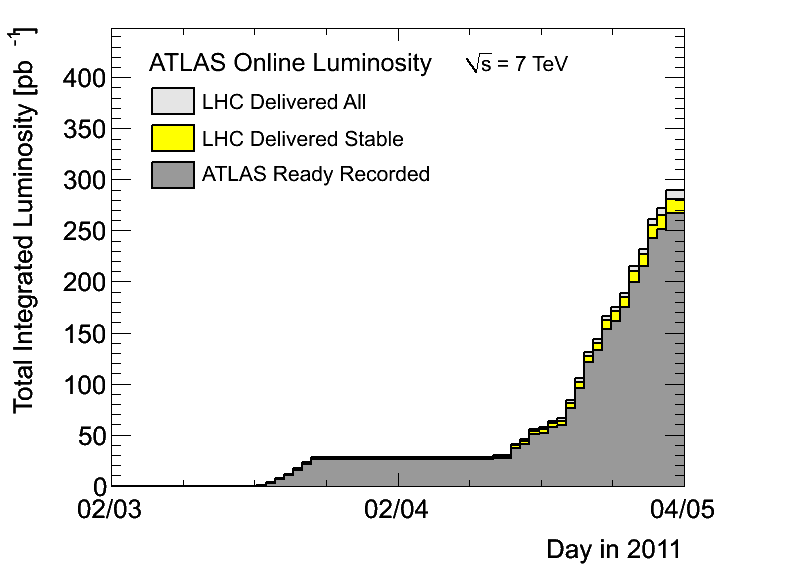 Total Integrated Luminosity [pb⁻¹]
ATLAS Online Luminosity √s = 7 TeV
LHC Delivered All
LHC Delivered Stable
ATLAS Ready Recorded
400
350
300
250
200
150
100
50
0
02/03 02/04 04/05
Day in 2011